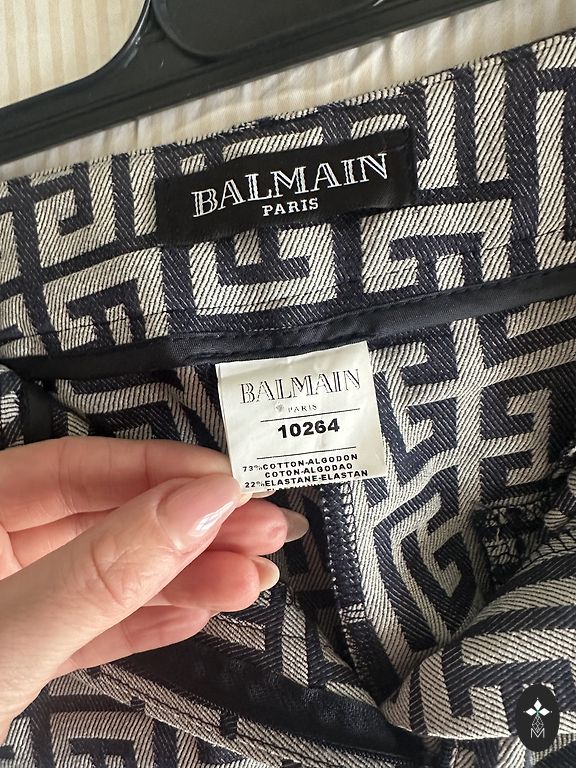 BALMAIN
PARIS
BALMAIN
PARIS
10264
73%COTTON-ALGODON
COTON-ALGODAO
22%ELASTANE-ELASTAN
M